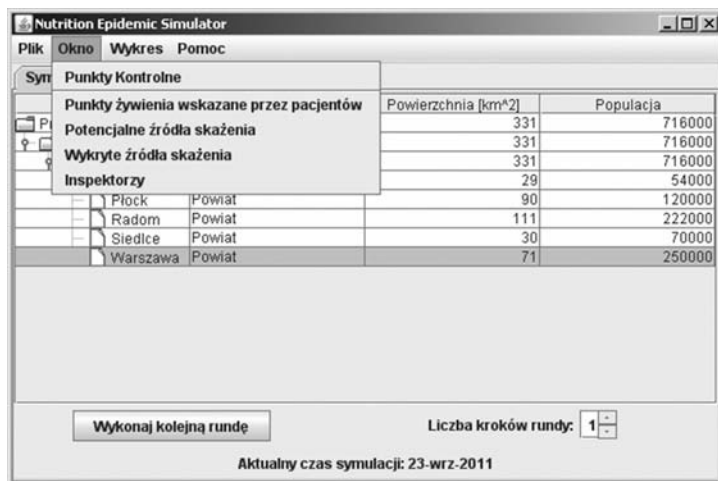 Nutrition Epidemic Simulator
Plik Okno Wykres Pomoc
Punkty Kontrolne
Punkty żywienia wskazane przez pacjentów
Potencjalne źródła skażenia
Wykryte źródła skażenia
Inspektorzy
Powierzchnia [km^2] Populacja
331 716000
331 716000
331 716000
29 54000
Płock Powiat 90 120000
Radom Powiat 111 222000
Siedlce Powiat 30 70000
Warszawa Powiat 71 250000
Wykonaj kolejną rundę Liczba kroków rundy: 1
Aktualny czas symulacji: 23-wrz-2011